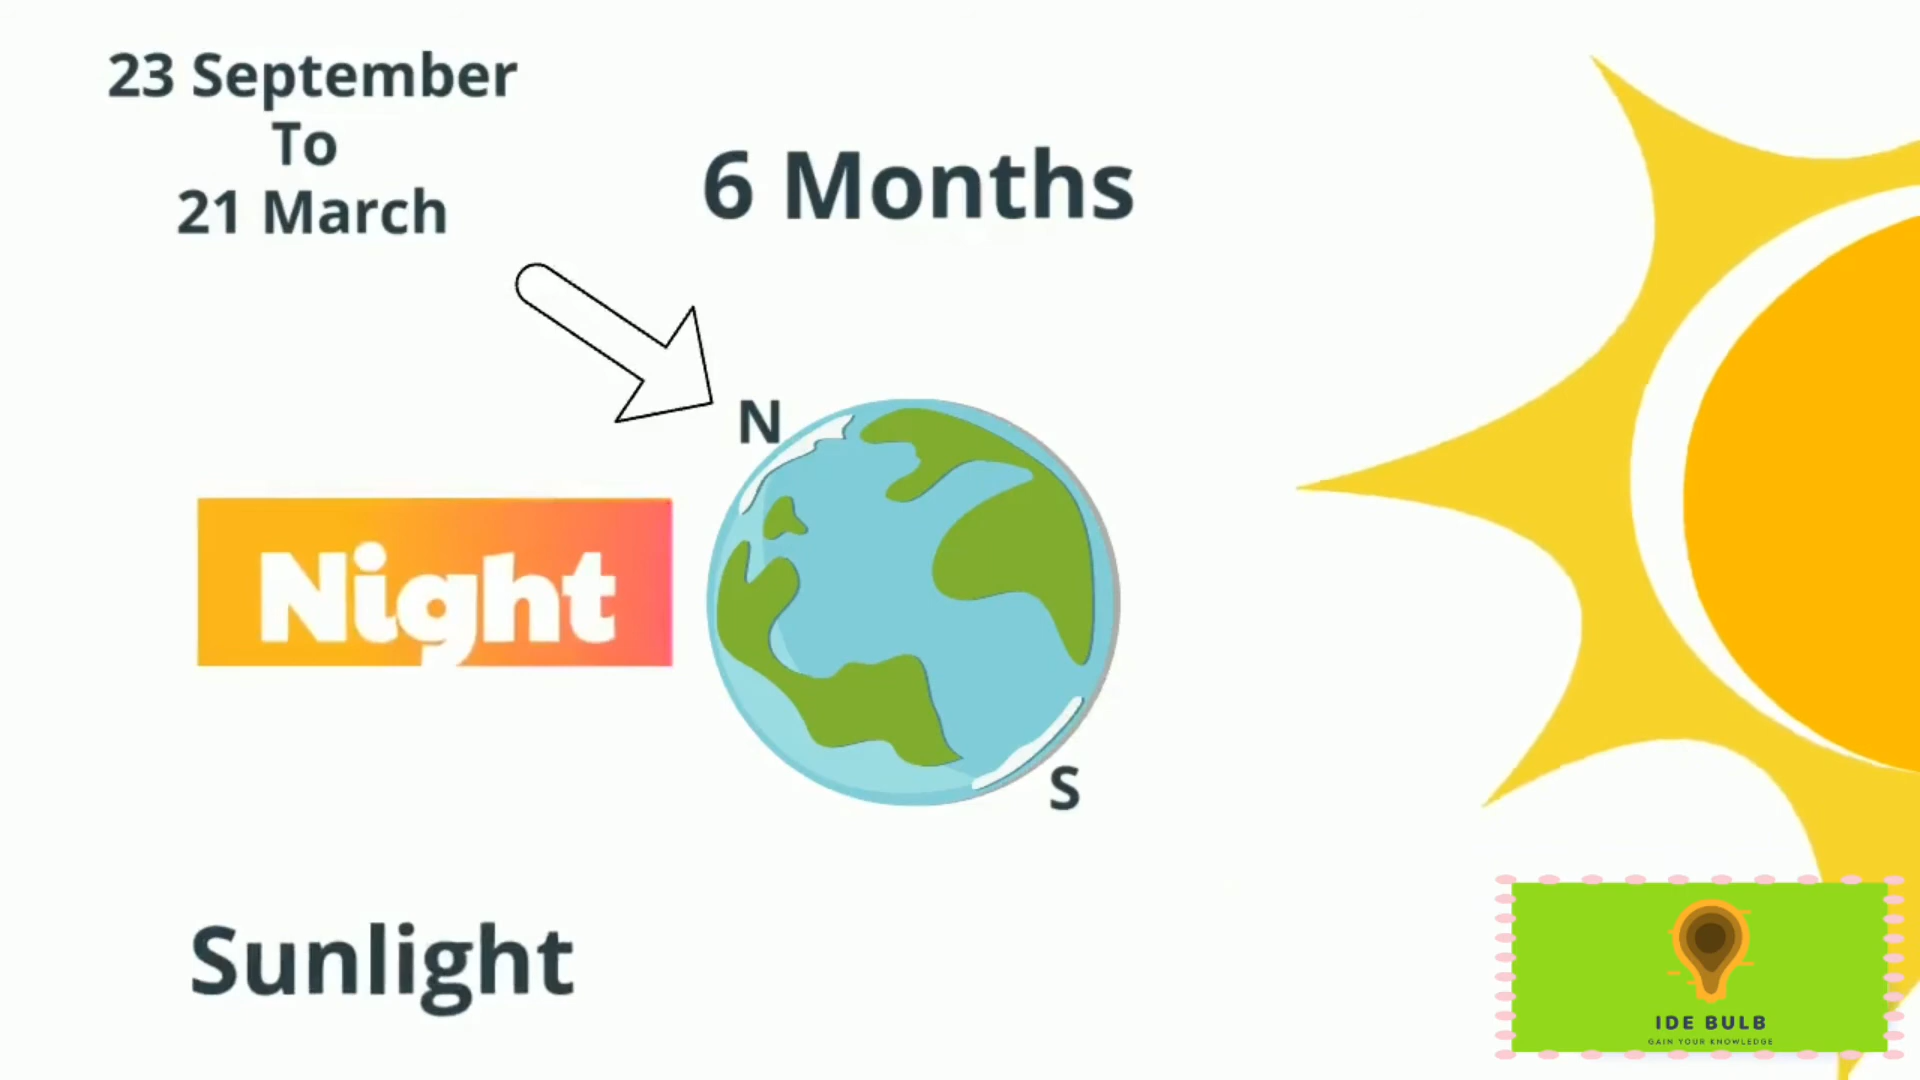 23 September
To
21 March
6 Months
N
Night
S
Sunlight
IDE BULB
GAIN YOUR KNOWLEDGE